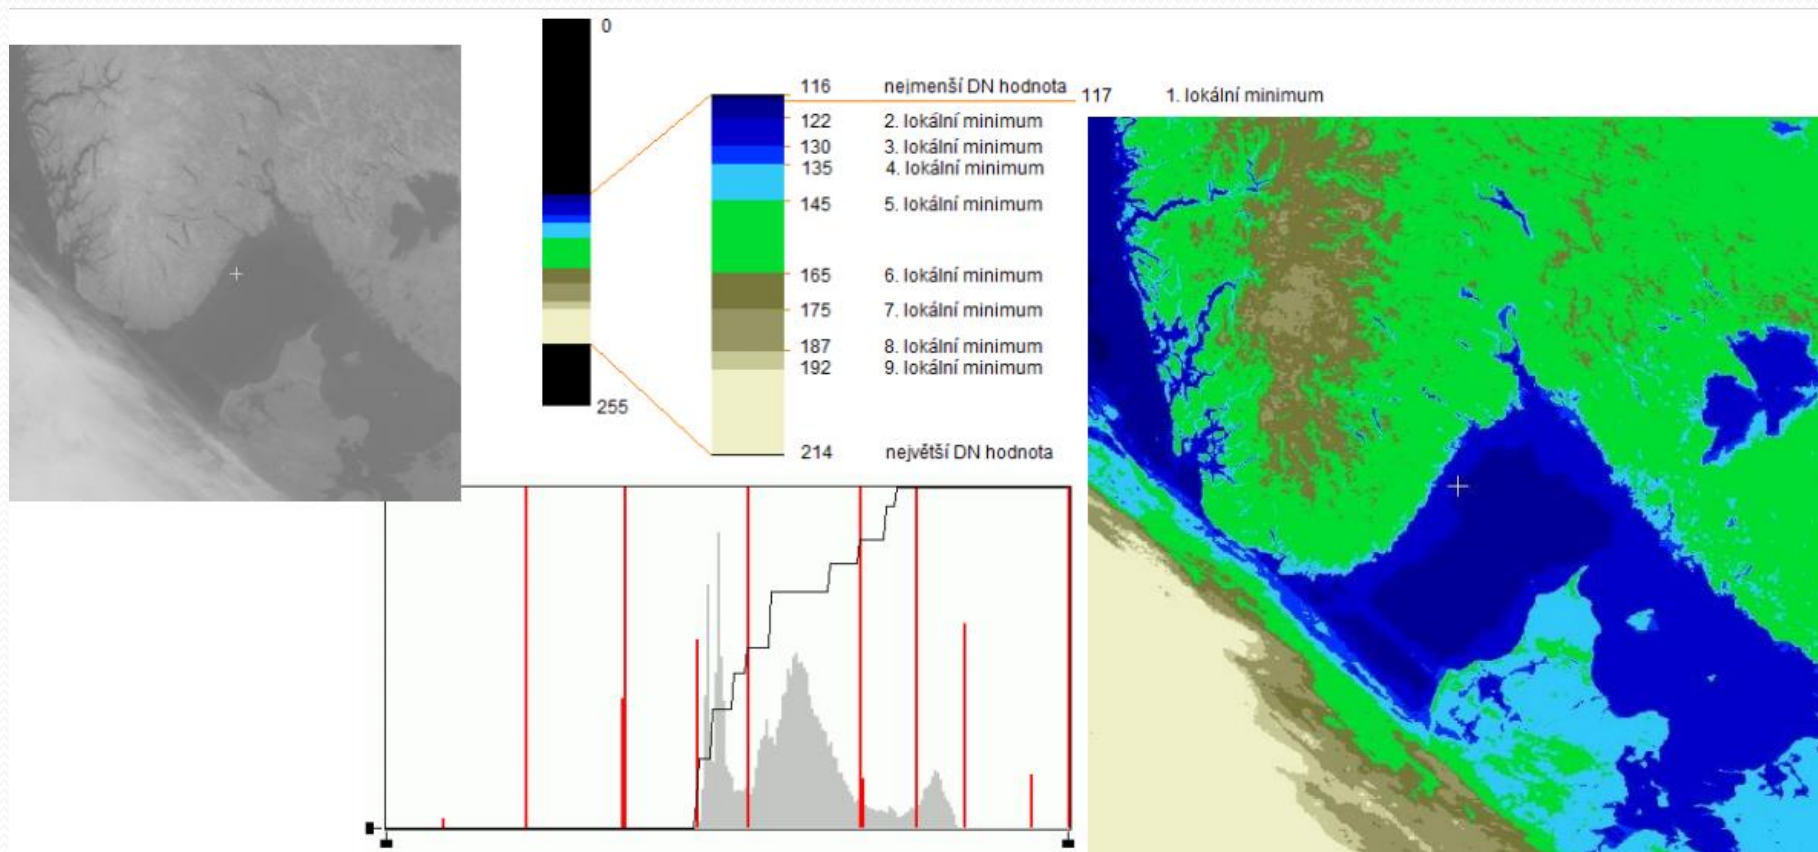 0
116 nejmenší DN hodnota
117 1. lokální minimum
122 2. lokální minimum
130 3. lokální minimum
135 4. lokální minimum
145 5. lokální minimum
165 6. lokální minimum
175 7. lokální minimum
187 8. lokální minimum
192 9. lokální minimum
255
214 největší DN hodnota